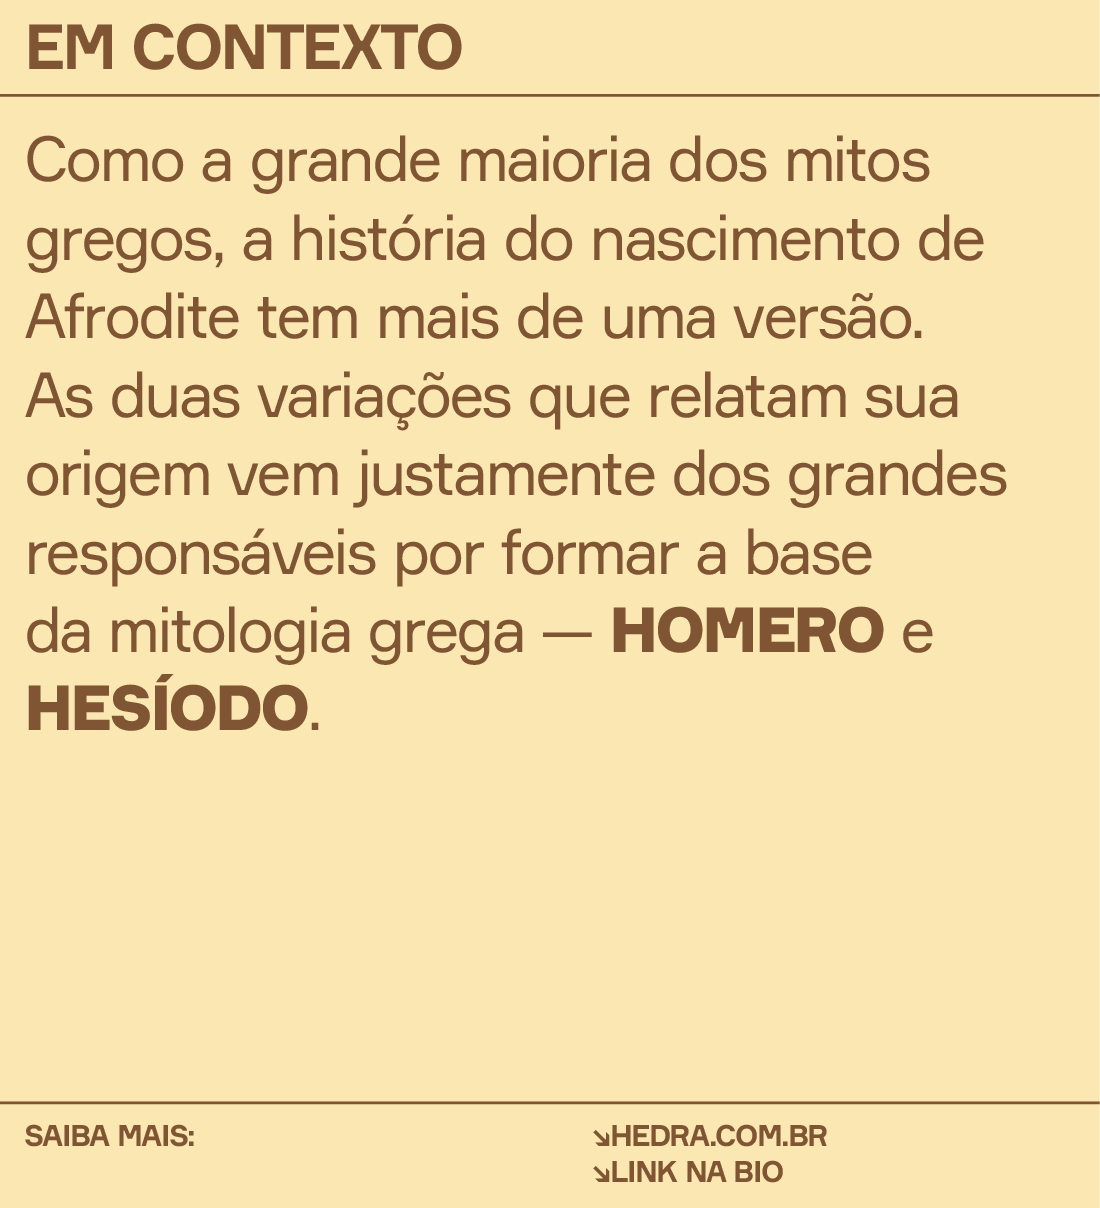 EM CONTEXTO
Como a grande maioria dos mitos
gregos, a história do nascimento de
Afrodite tem mais de uma versão.
As duas variações que relatam sua
origem vem justamente dos grandes
responsáveis por formar a base
da mitologia grega — HOMERO e
HESÍODO.
SAIBA MAIS:
↘HEDRA.COM.BR
↘LINK NA BIO